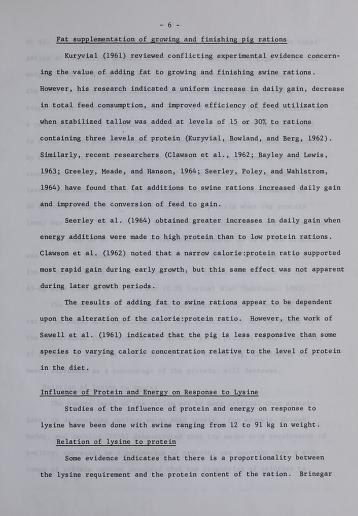 - 6 -
Fat supplementation of growing and finishing pig rations
Kuryvial (1961) reviewed conflicting experimental evidence concern-
ing the value of adding fat to growing and finishing swine rations.
However, his research indicated a uniform increase in daily gain, decrease
in total feed consumption, and improved efficiency of feed utilization
when stabilized tallow was added at levels of 15 or 30% to rations
containing three levels of protein (Kuryvial, Bowland, and Berg, 1962).
Similarly, recent researchers (Clawson et al., 1962; Bayley and Lewis,
1963; Greeley, Meade, and Hanson, 1964; Seerley, Poley, and Wahlstrom,
1964) have found that fat additions to swine rations increased daily gain
and improved the conversion of feed to gain.
Seerley et al. (1964) obtained greater increases in daily gain when
energy additions were made to high protein than to low protein rations.
Clawson et al. (1962) noted that a narrow calorie:protein ratio supported
most rapid gain during early growth, but this same effect was not apparent
during later growth periods.
The results of adding fat to swine rations appear to be dependent
upon the alteration of the calorie:protein ratio. However, the work of
Sewell et al. (1961) indicated that the pig is less responsive than some
species to varying caloric concentration relative to the level of protein
in the diet.
Influence of Protein and Energy on Response to Lysine
Studies of the influence of protein and energy on response to
lysine have been done with swine ranging from 12 to 91 kg in weight.
Relation of lysine to protein
Some evidence indicates that there is a proportionality between
the lysine requirement and the protein content of the ration. Brinegar